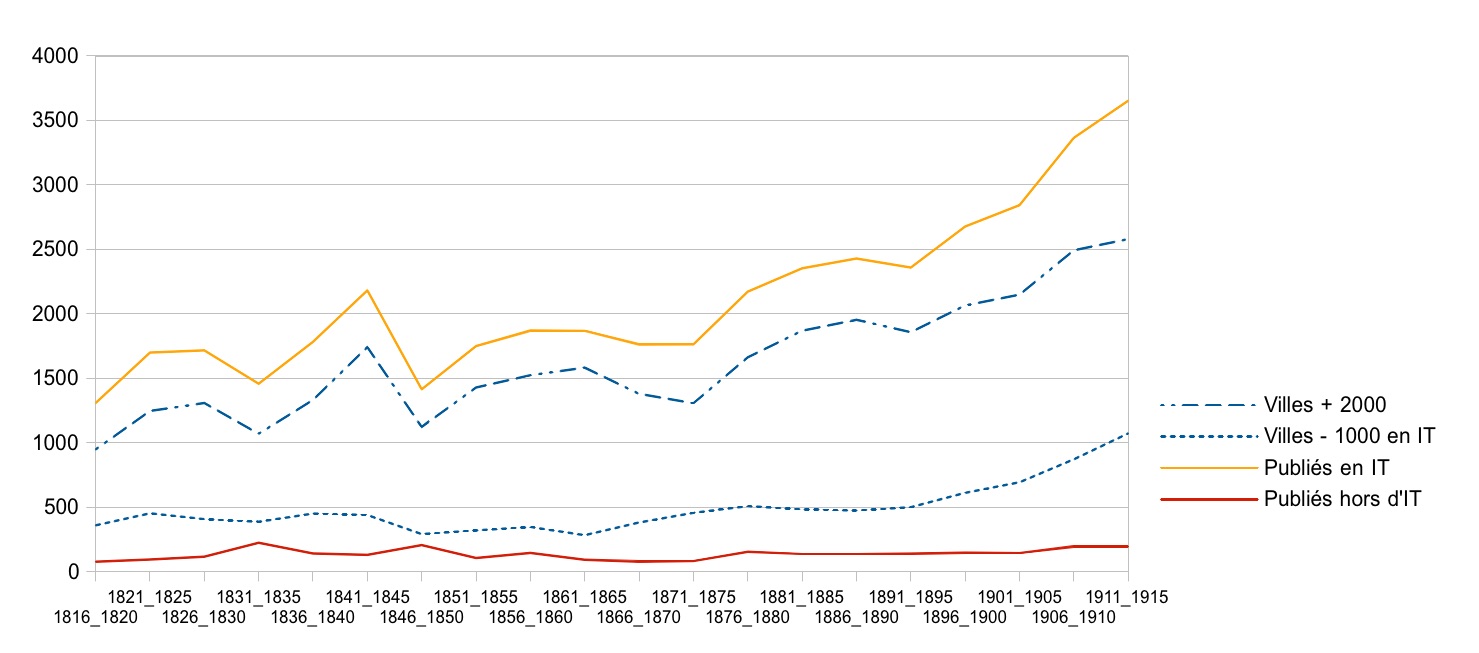 4000
3500
3000
2500
2000
1500
1000
500
0
1821_1825 1831_1835 1841_1845 1851_1855 1861_1865 1871_1875 1881_1885 1891_1895 1901_1905 1911_1915
1816_1820 1826_1830 1836_1840 1846_1850 1856_1860 1866_1870 1876_1880 1886_1890 1896_1900 1906_1910
Villes + 2000
Villes - 1000 en IT
Publiés en IT
Publiés hors d'IT